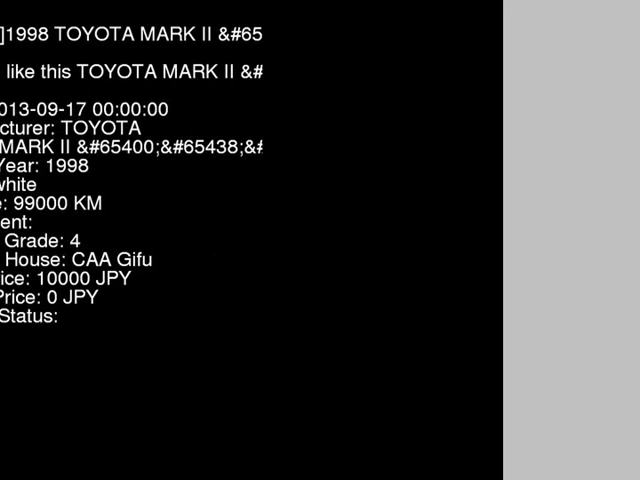 ]1998 TOYOTA MARK II &#65
like this TOYOTA MARK II &#
013-09-17 00:00:00
cturer: TOYOTA
MARK II &#65400;&#65438;&#
Year: 1998
white
e: 99000 KM
ent:
Grade: 4
House: CAA Gifu
ice: 10000 JPY
Price: 0 JPY
Status: